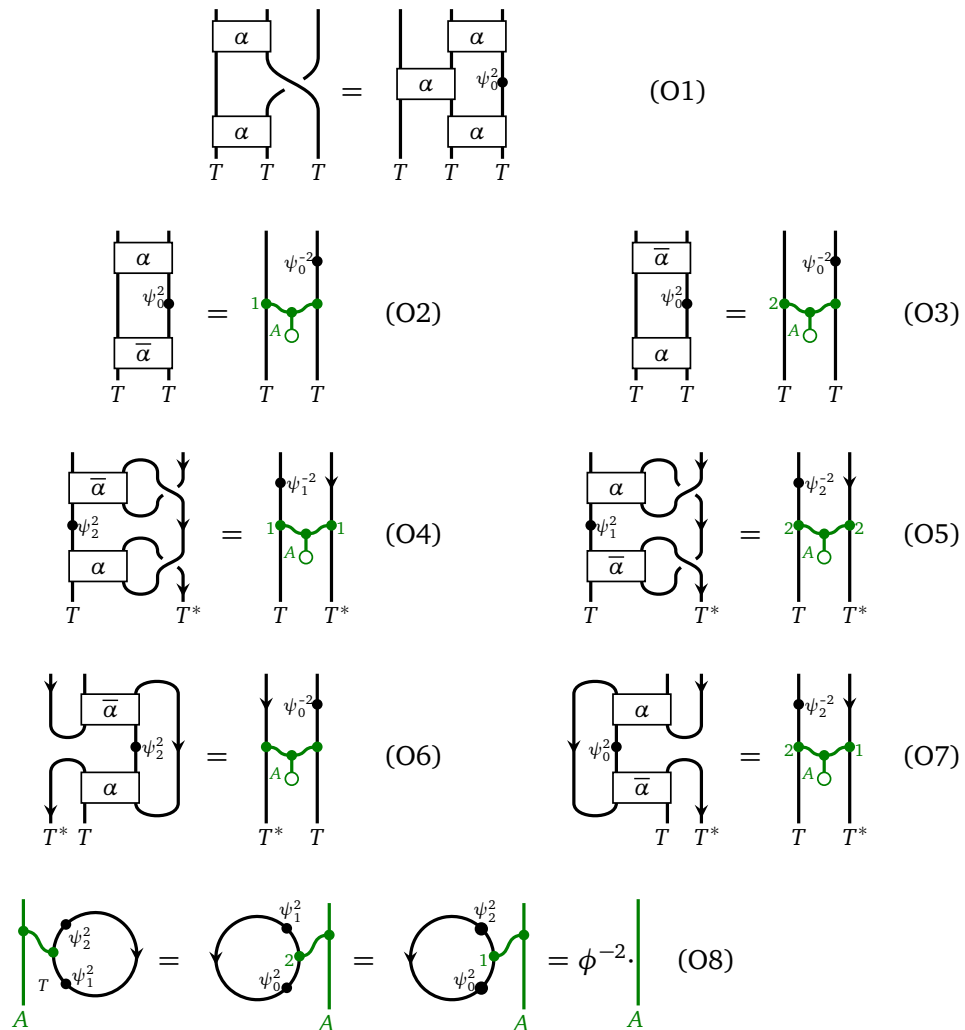 α α
α ψ₀² = (O1)
α α
T T T T T T
α ψ₀⁻² α̅ ψ₀⁻²
ψ₀² = 1 A (O2) ψ₀² = 2 A (O3)
α̅ α
T T T T T T T T
α̅ ψ₁⁻² α ψ₂⁻²
ψ₂² = 1 1 A (O4) ψ₁² = 2 2 A (O5)
α α̅
T T* T T* T T* T T*
α̅ ψ₀⁻² α ψ₂⁻²
ψ₂² = A (O6) ψ₀² = 2 1 A (O7)
α α̅
T* T T* T T T* T T*
ψ₂² ψ₁² ψ₂²
= 2 = 1 = ϕ⁻²· (O8)
T ψ₁² ψ₀² ψ₀²
A A A A